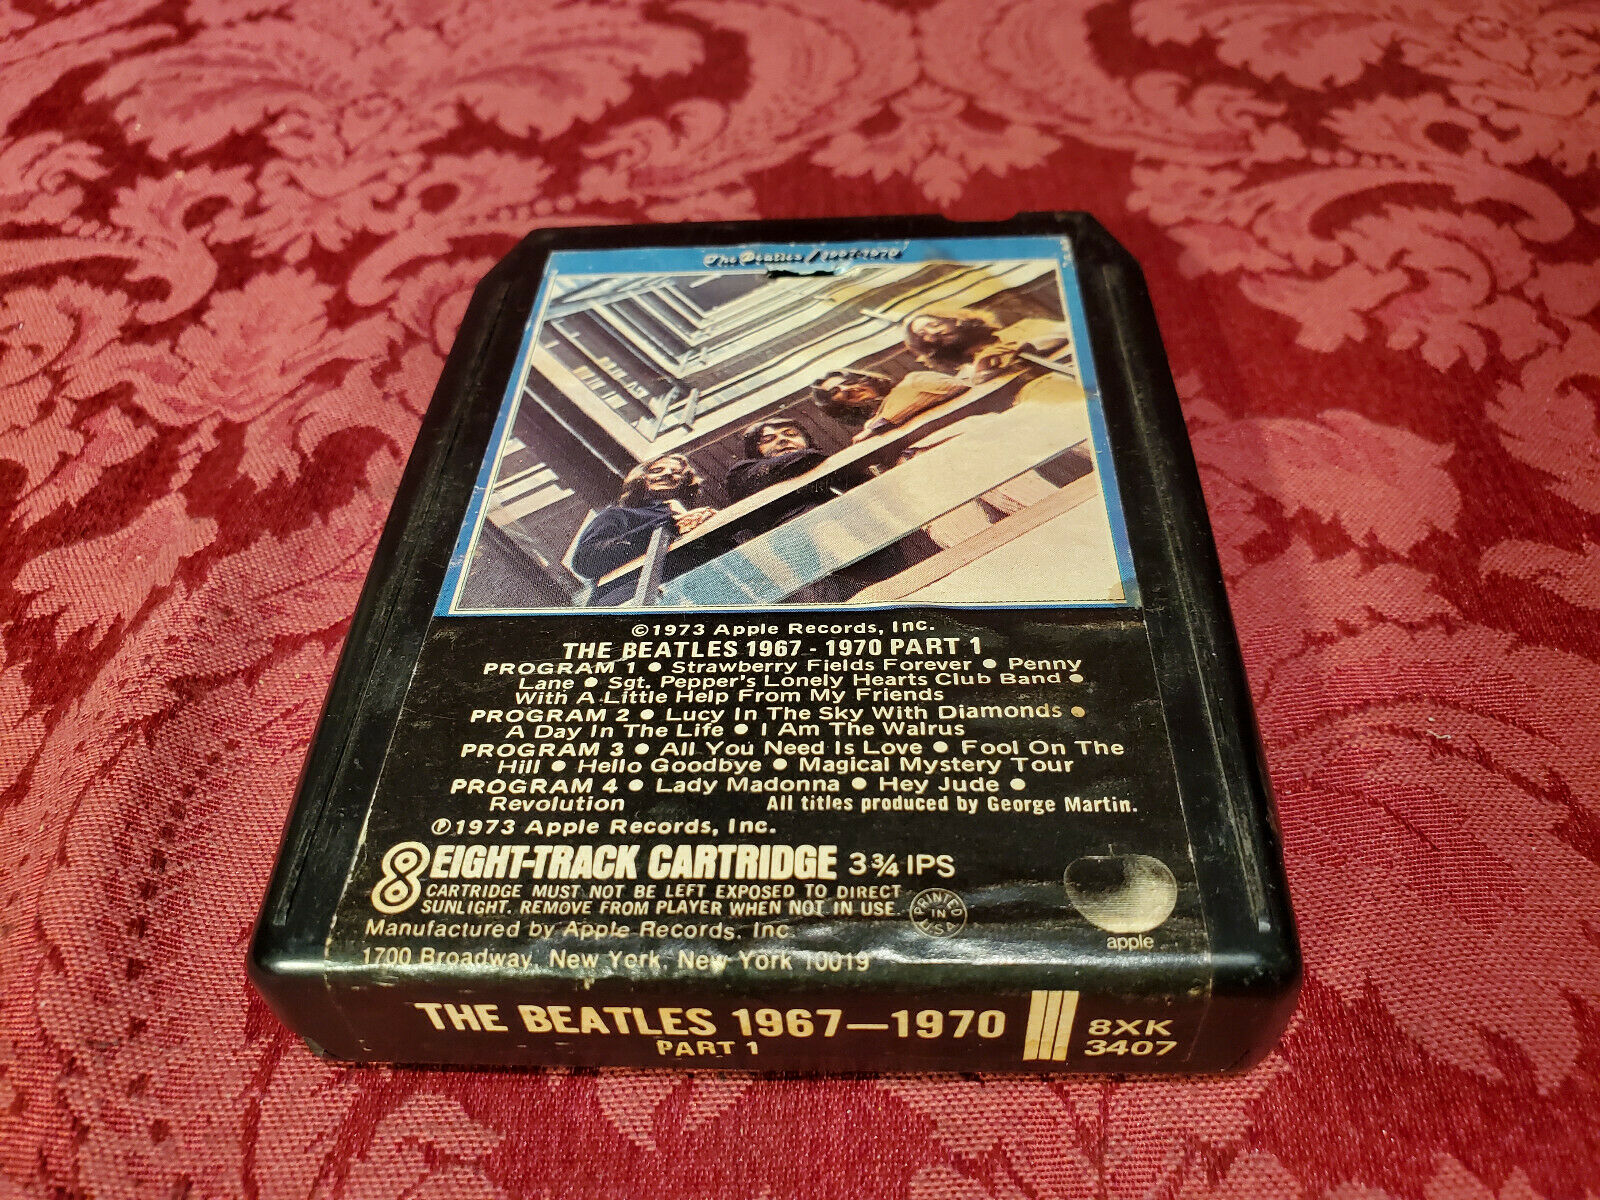 The Beatles / 1967-1970
©1973 Apple Records, Inc.
THE BEATLES 1967 - 1970 PART 1
PROGRAM 1 ● Strawberry Fields Forever ● Penny
Lane ● Sgt. Pepper's Lonely Hearts Club Band ●
With A Little Help From My Friends
PROGRAM 2 ● Lucy In The Sky With Diamonds ●
A Day In The Life ● I Am The Walrus
PROGRAM 3 ● All You Need Is Love ● Fool On The
Hill ● Hello Goodbye ● Magical Mystery Tour
PROGRAM 4 ● Lady Madonna ● Hey Jude ●
Revolution All titles produced by George Martin.
℗1973 Apple Records, Inc.
8 EIGHT-TRACK CARTRIDGE 3¾ IPS
CARTRIDGE MUST NOT BE LEFT EXPOSED TO DIRECT
SUNLIGHT. REMOVE FROM PLAYER WHEN NOT IN USE.
PRINTED IN USA
apple
Manufactured by Apple Records, Inc.
1700 Broadway, New York, New York 10019
THE BEATLES 1967—1970
PART 1
8XK
3407